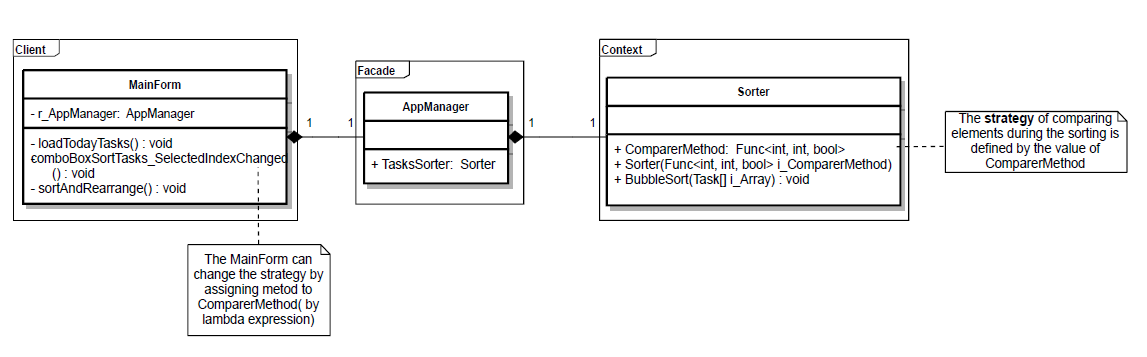 Client
MainForm
- r_AppManager: AppManager
- loadTodayTasks() : void
- comboBoxSortTasks_SelectedIndexChanged
() : void
- sortAndRearrange() : void
1
1
Facade
AppManager
+ TasksSorter: Sorter
1
1
Context
Sorter
+ ComparerMethod: Func<int, int, bool>
+ Sorter(Func<int, int, bool> i_ComparerMethod)
+ BubbleSort(Task[] i_Array) : void
The strategy of comparing
elements during the sorting is
defined by the value of
ComparerMethod
The MainForm can
change the strategy by
assigning metod to
ComparerMethod( by
lambda expression)